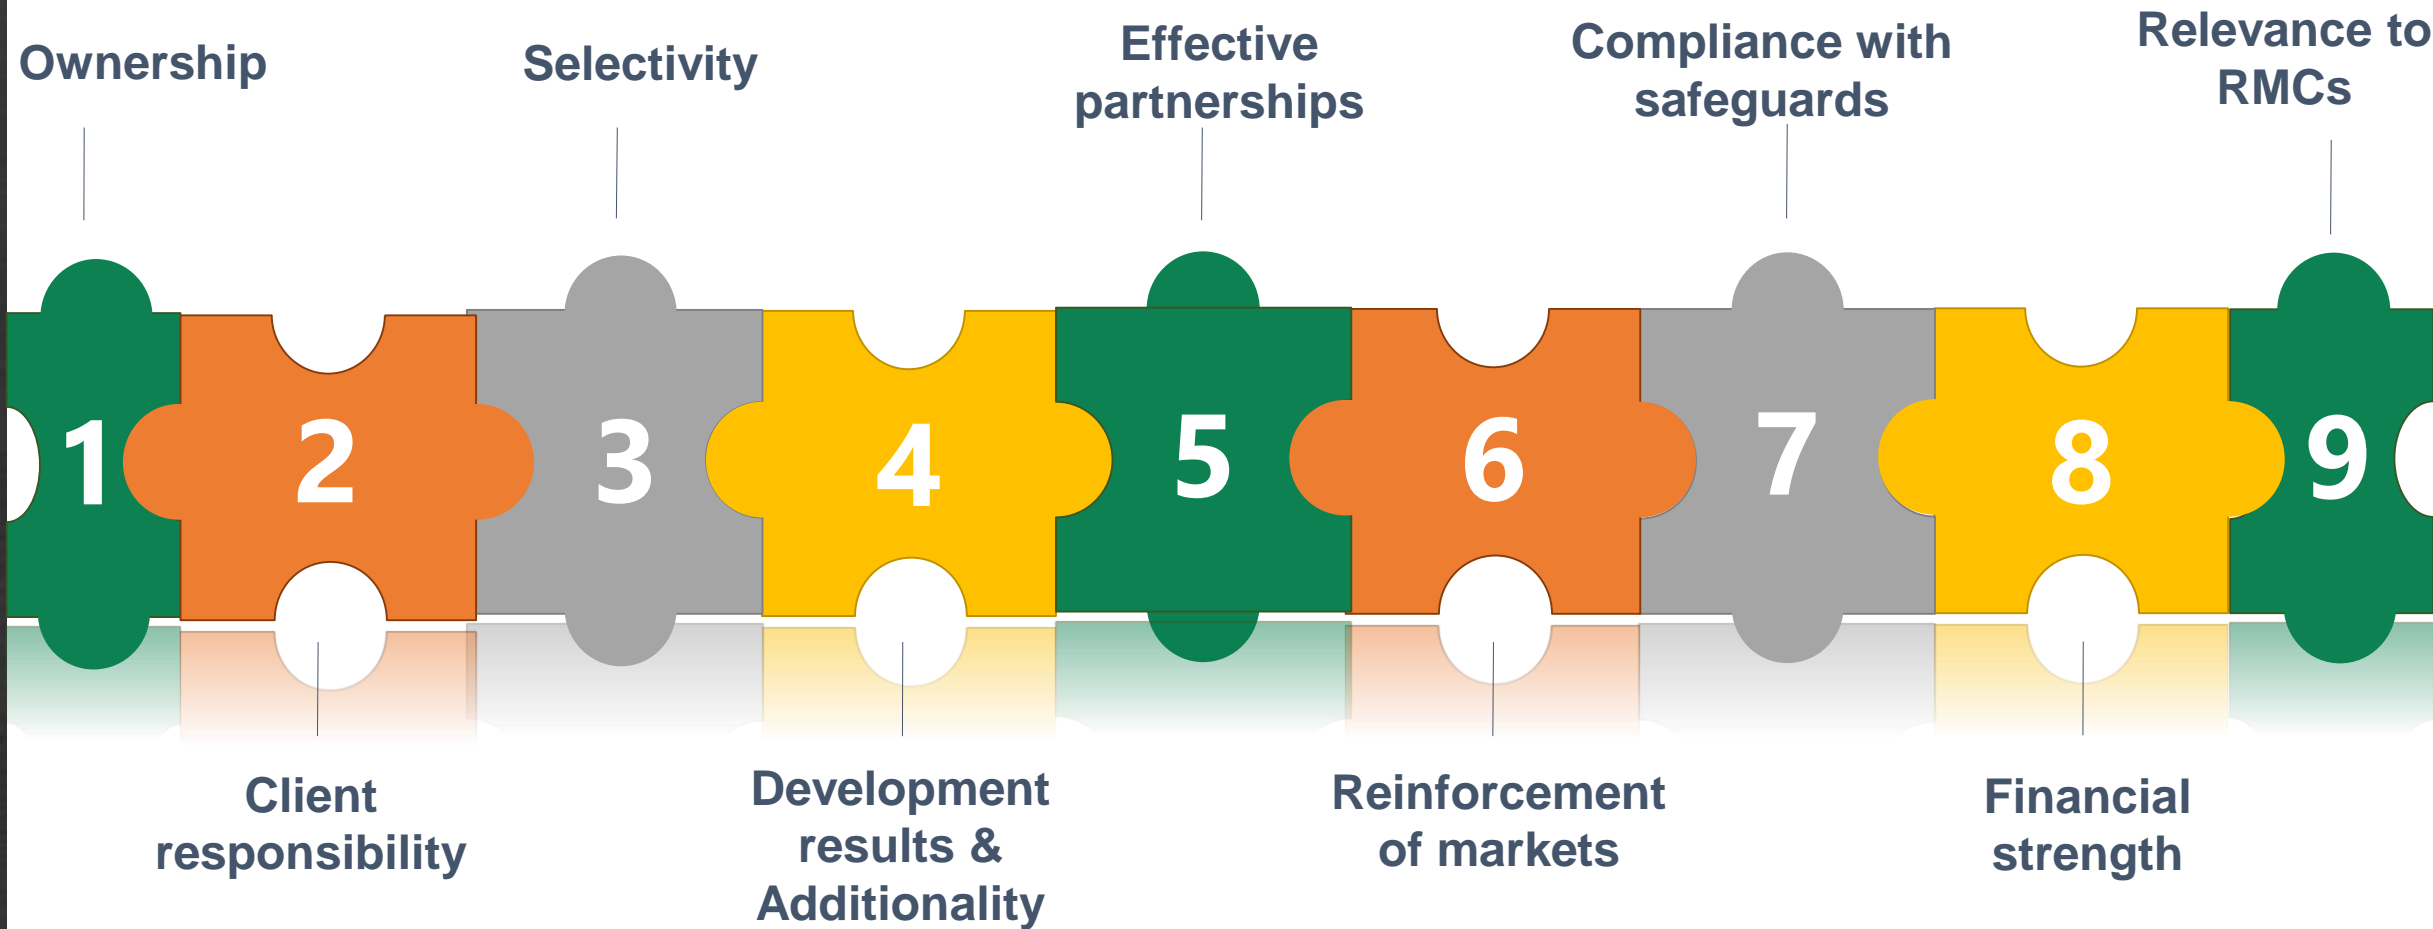 Ownership
Selectivity
Effective
partnerships
Compliance with
safeguards
Relevance to
RMCs
1 2 3 4 5 6 7 8 9
Client
responsibility
Development
results &
Additionality
Reinforcement
of markets
Financial
strength